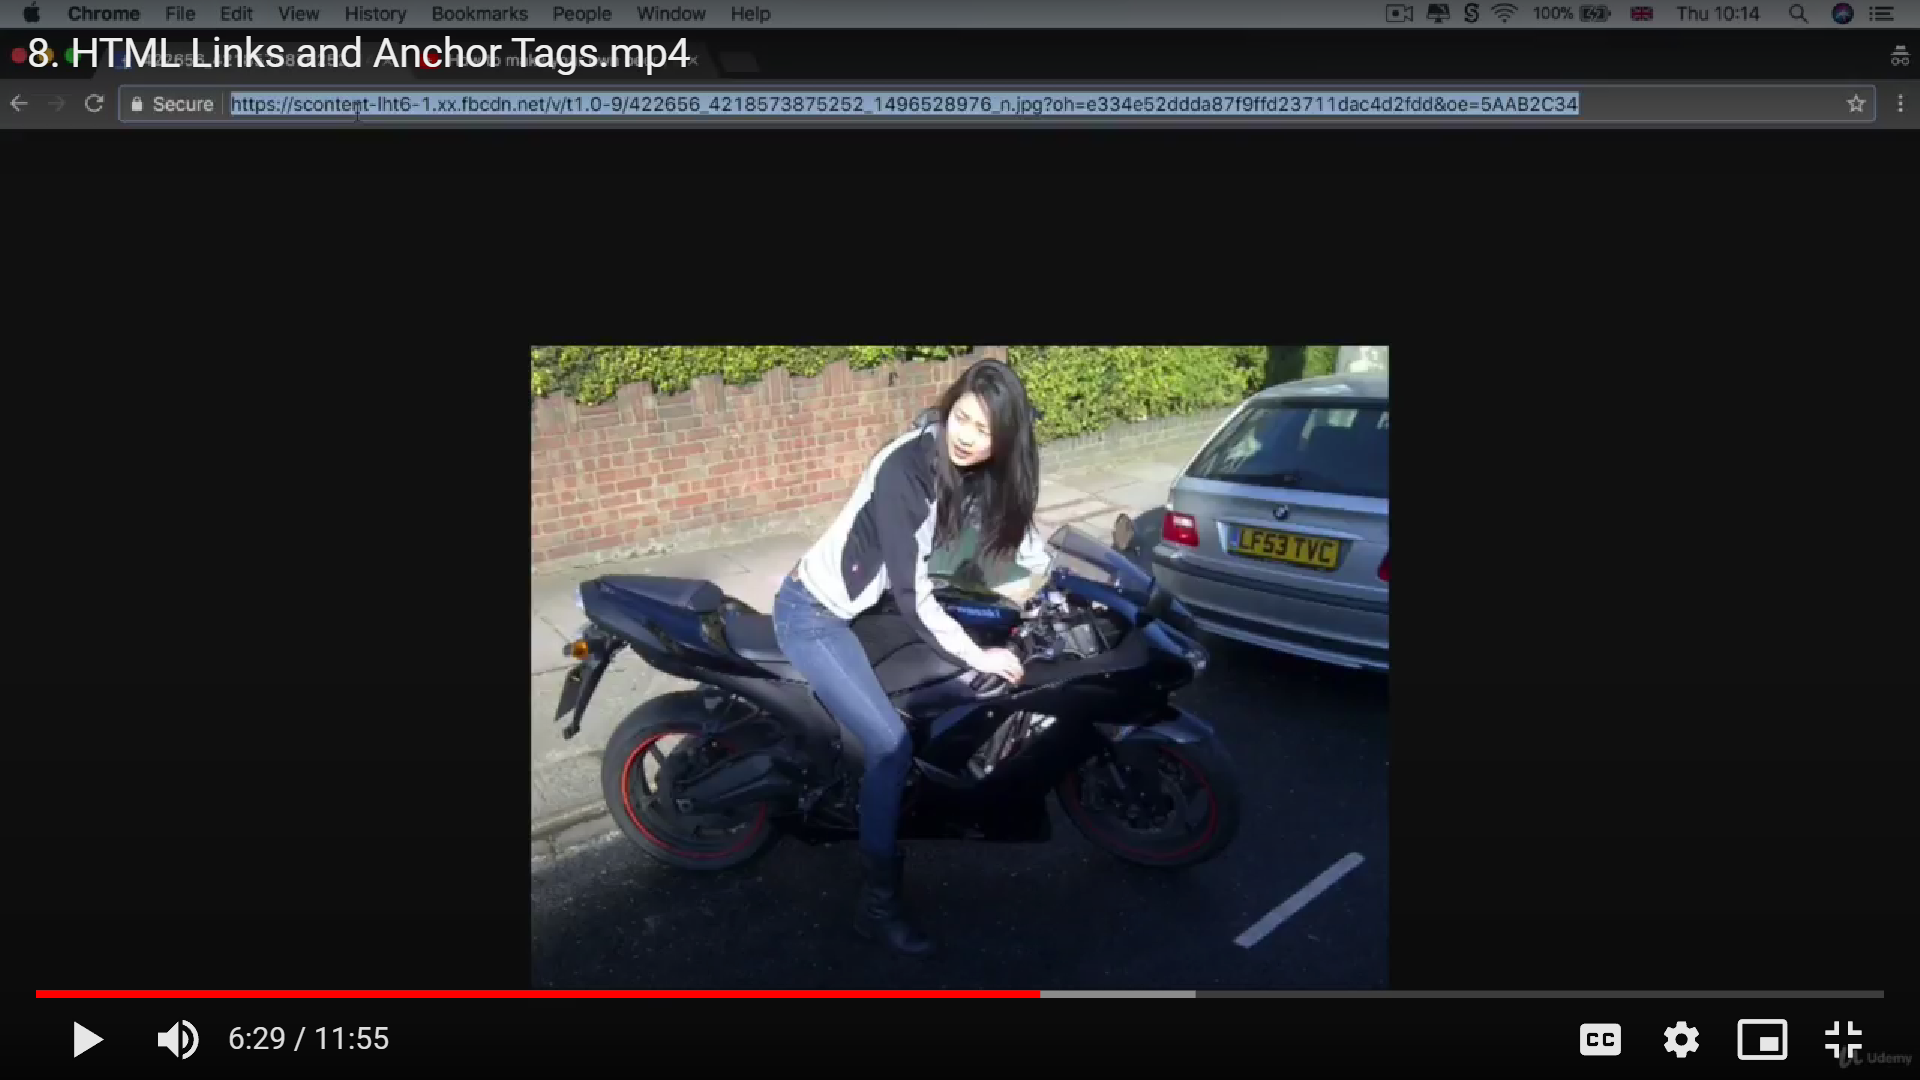 Chrome File Edit View History Bookmarks People Window Help
100% Thu 10:14
8. HTML Links and Anchor Tags.mp4
Secure https://scontent-lht6-1.xx.fbcdn.net/v/t1.0-9/422656_4218573875252_1496528976_n.jpg?oh=e334e52ddda87f9ffd23711dac4d2fdd&oe=5AAB2C34
LF53 TVC
6:29 / 11:55
CC
Udemy